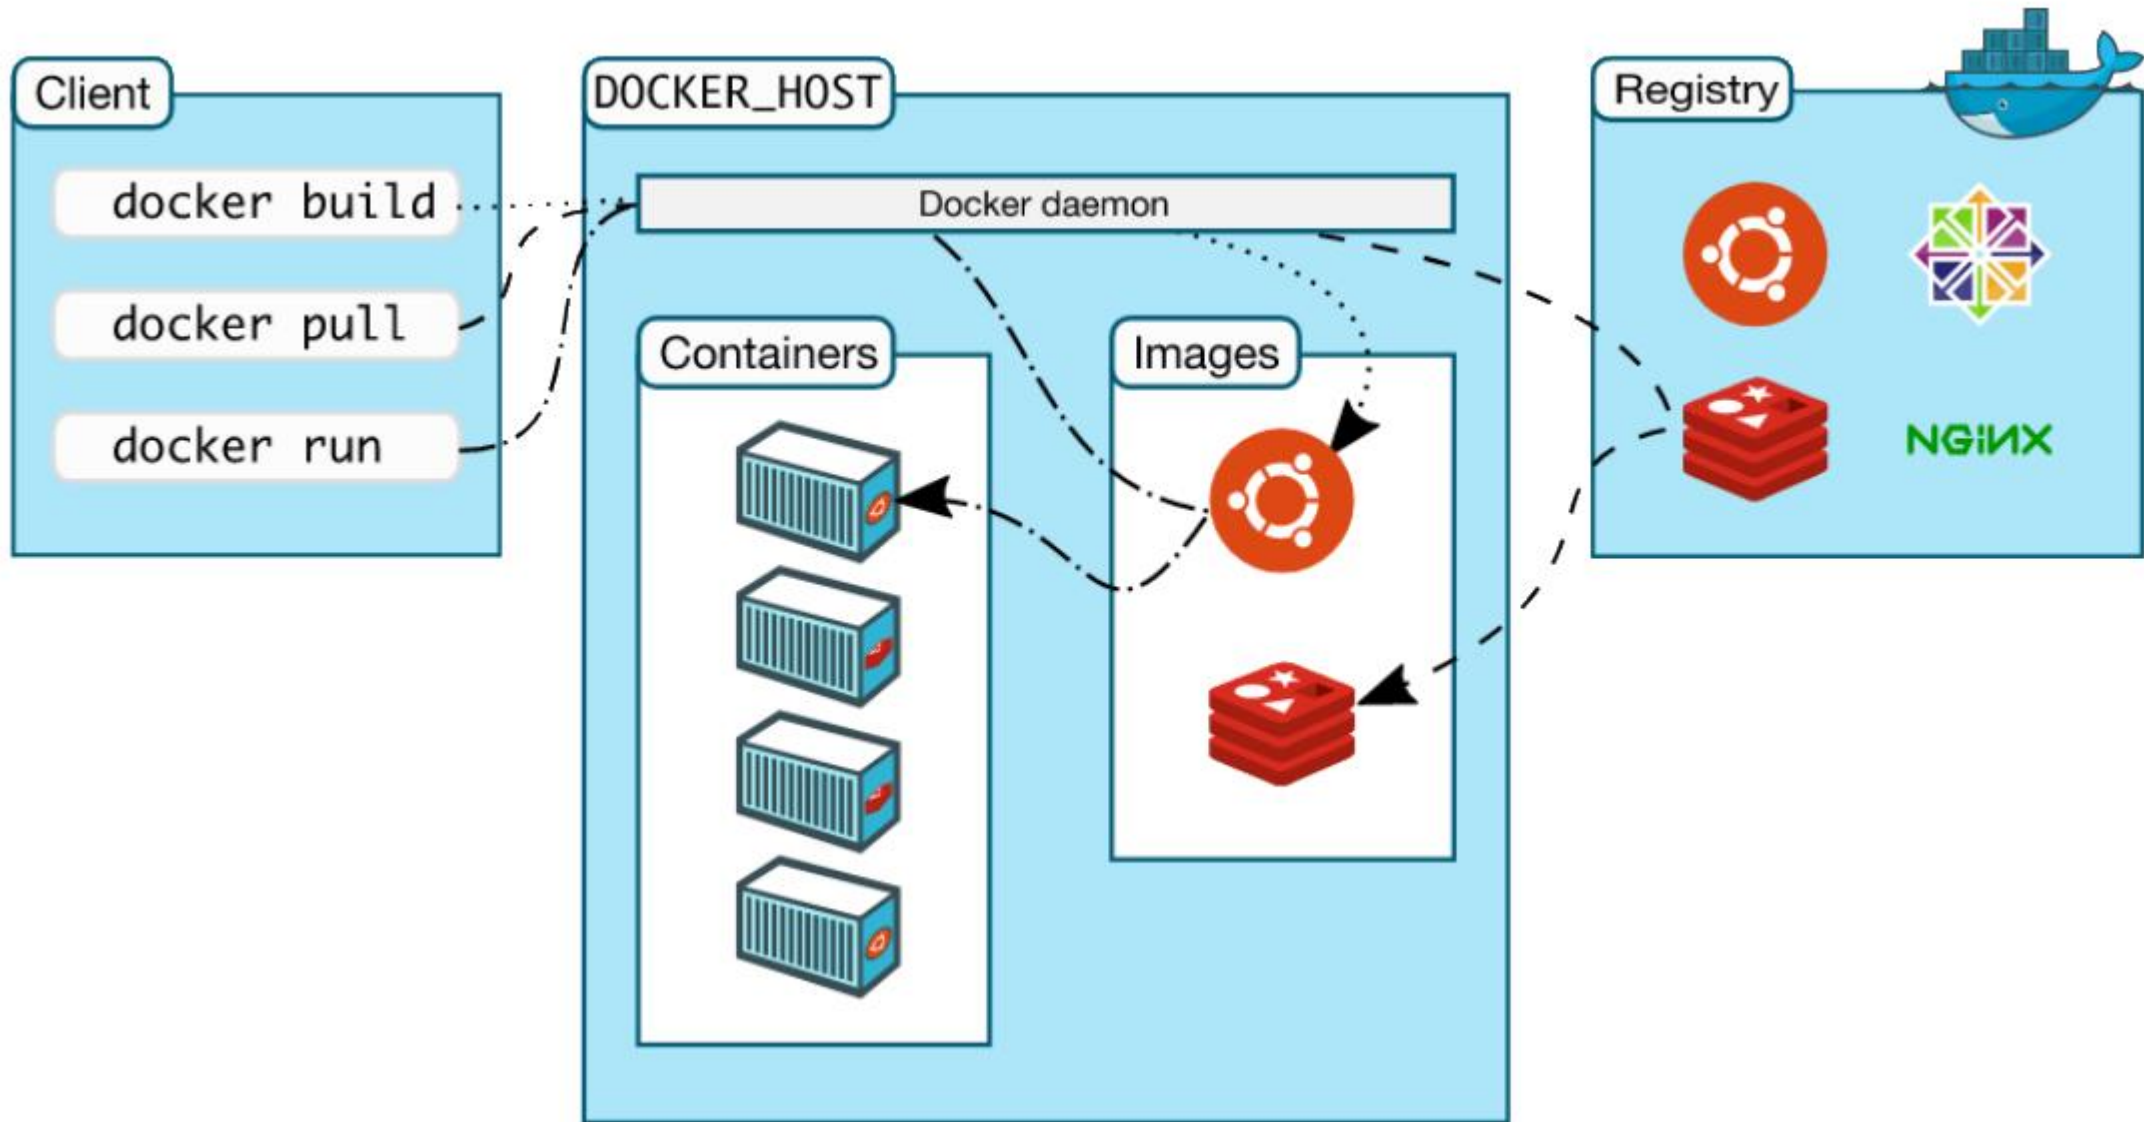 Client
docker build
docker pull
docker run
DOCKER_HOST
Docker daemon
Containers
Images
Registry
NGiNX